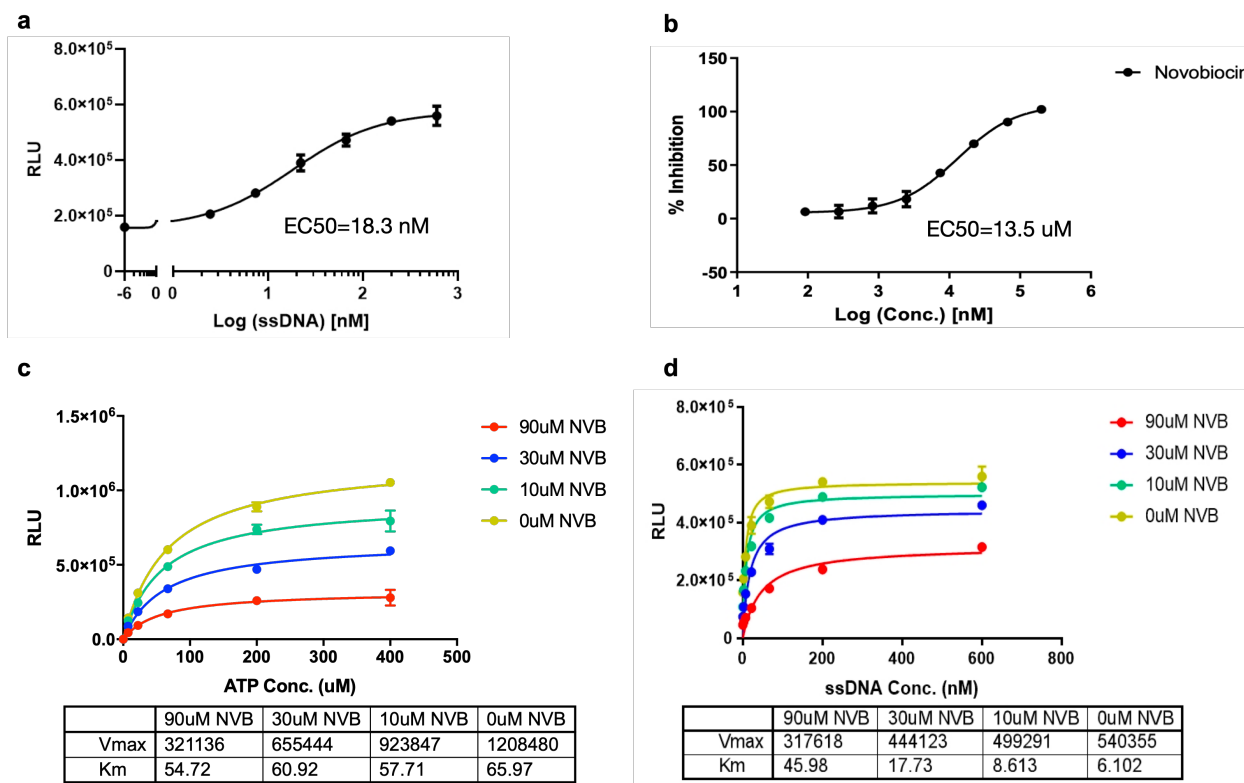 a
8.0×10⁵
6.0×10⁵
4.0×10⁵
2.0×10⁵
0
RLU
EC50=18.3 nM
-6 0 0 1 2 3
Log (ssDNA) [nM]
b
150
100
50
0
-50
% Inhibition
Novobiocin
EC50=13.5 uM
1 2 3 4 5 6
Log (Conc.) [nM]
c
1.5×10⁶
1.0×10⁶
5.0×10⁵
0.0
RLU
90uM NVB
30uM NVB
10uM NVB
0uM NVB
0 100 200 300 400 500
ATP Conc. (uM)
90uM NVB 30uM NVB 10uM NVB 0uM NVB
Vmax 321136 655444 923847 1208480
Km 54.72 60.92 57.71 65.97
d
8.0×10⁵
6.0×10⁵
4.0×10⁵
2.0×10⁵
0
RLU
90uM NVB
30uM NVB
10uM NVB
0uM NVB
0 200 400 600 800
ssDNA Conc. (nM)
90uM NVB 30uM NVB 10uM NVB 0uM NVB
Vmax 317618 444123 499291 540355
Km 45.98 17.73 8.613 6.102